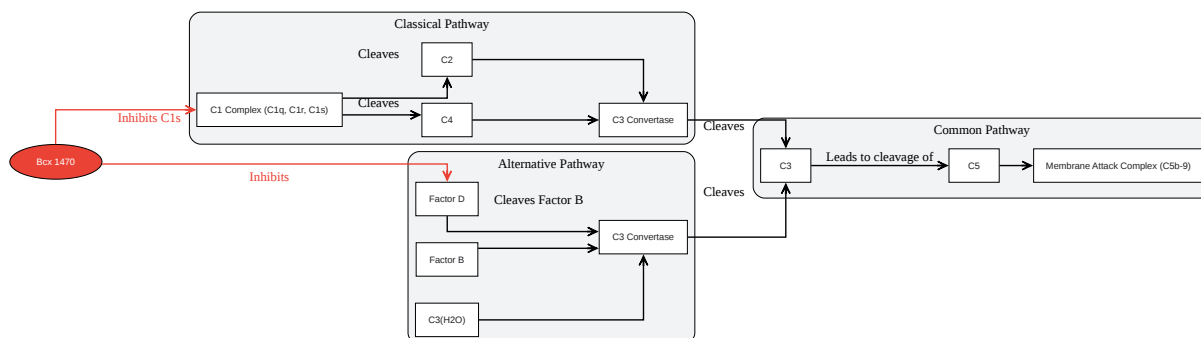 Classical Pathway
Cleaves
C2
C1 Complex (C1q, C1r, C1s)
Cleaves
C4
C3 Convertase
Inhibits C1s
Bcx 1470
Inhibits
Alternative Pathway
Factor D
Cleaves Factor B
C3 Convertase
Factor B
C3(H2O)
Cleaves
Cleaves
Common Pathway
C3
Leads to cleavage of
C5
Membrane Attack Complex (C5b-9)